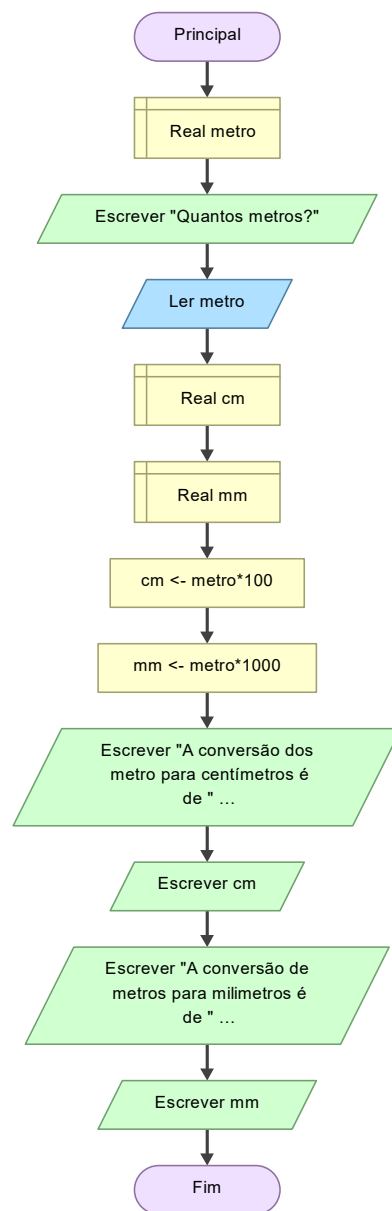 Principal
Real metro
Escrever "Quantos metros?"
Ler metro
Real cm
Real mm
cm <- metro*100
mm <- metro*1000
Escrever "A conversão dos
metro para centímetros é
de " ...
Escrever cm
Escrever "A conversão de
metros para milimetros é
de " ...
Escrever mm
Fim